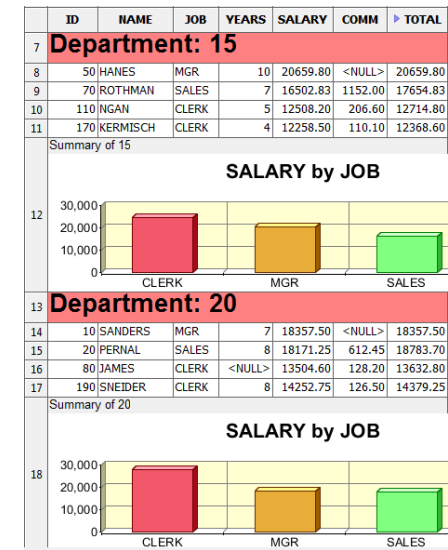 ID NAME JOB YEARS SALARY COMM TOTAL
7 Department: 15
8 50 HANES MGR 10 20659.80 <NULL> 20659.80
9 70 ROTHMAN SALES 7 16502.83 1152.00 17654.83
10 110 NGAN CLERK 5 12508.20 206.60 12714.80
11 170 KERMISCH CLERK 4 12258.50 110.10 12368.60
Summary of 15
SALARY by JOB
12
30,000
20,000
10,000
0
CLERK MGR SALES
13 Department: 20
14 10 SANDERS MGR 7 18357.50 <NULL> 18357.50
15 20 PERNAL SALES 8 18171.25 612.45 18783.70
16 80 JAMES CLERK <NULL> 13504.60 128.20 13632.80
17 190 SNEIDER CLERK 8 14252.75 126.50 14379.25
Summary of 20
SALARY by JOB
18
30,000
20,000
10,000
0
CLERK MGR SALES